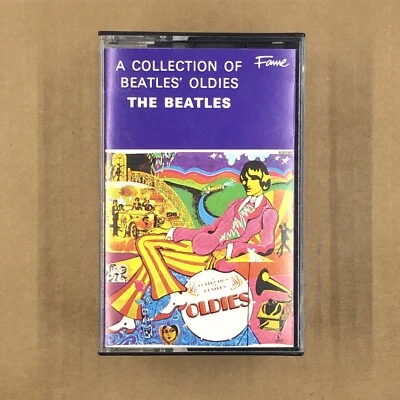 A COLLECTION OF
BEATLES' OLDIES
THE BEATLES
Fame
OLDIES